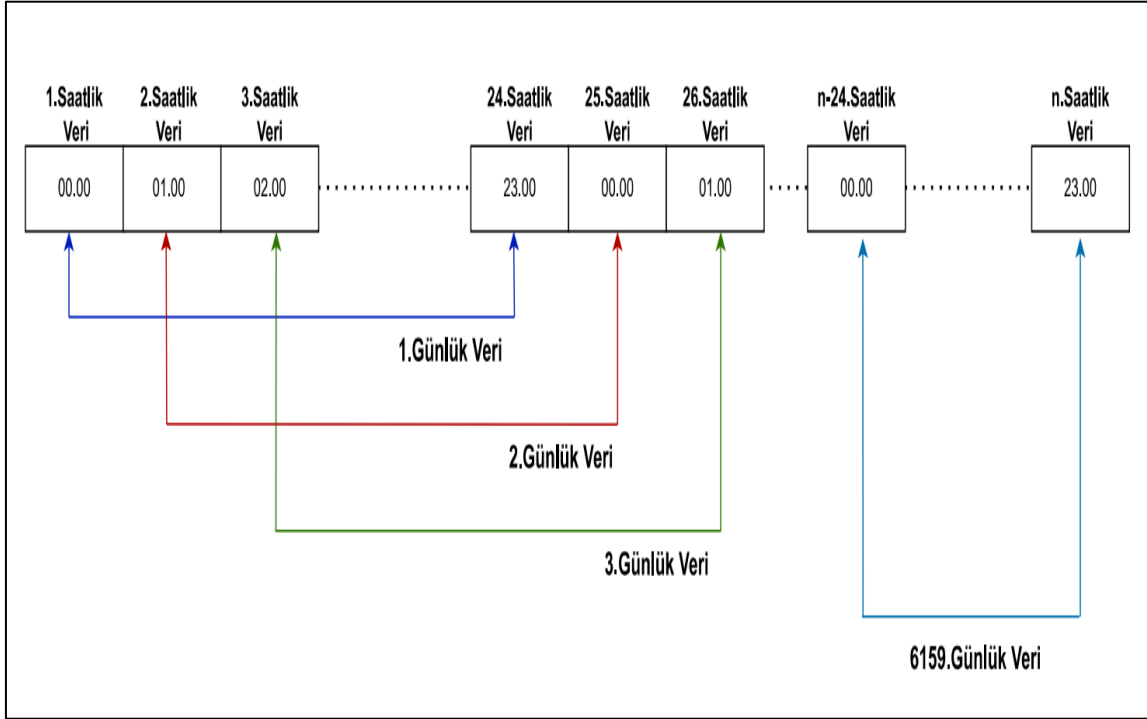 1.Saatlik 2.Saatlik 3.Saatlik 24.Saatlik 25.Saatlik 26.Saatlik n-24.Saatlik n.Saatlik
Veri Veri Veri Veri Veri Veri Veri Veri
00.00 01.00 02.00 23.00 00.00 01.00 00.00 23.00
1.Günlük Veri
2.Günlük Veri
3.Günlük Veri
6159.Günlük Veri